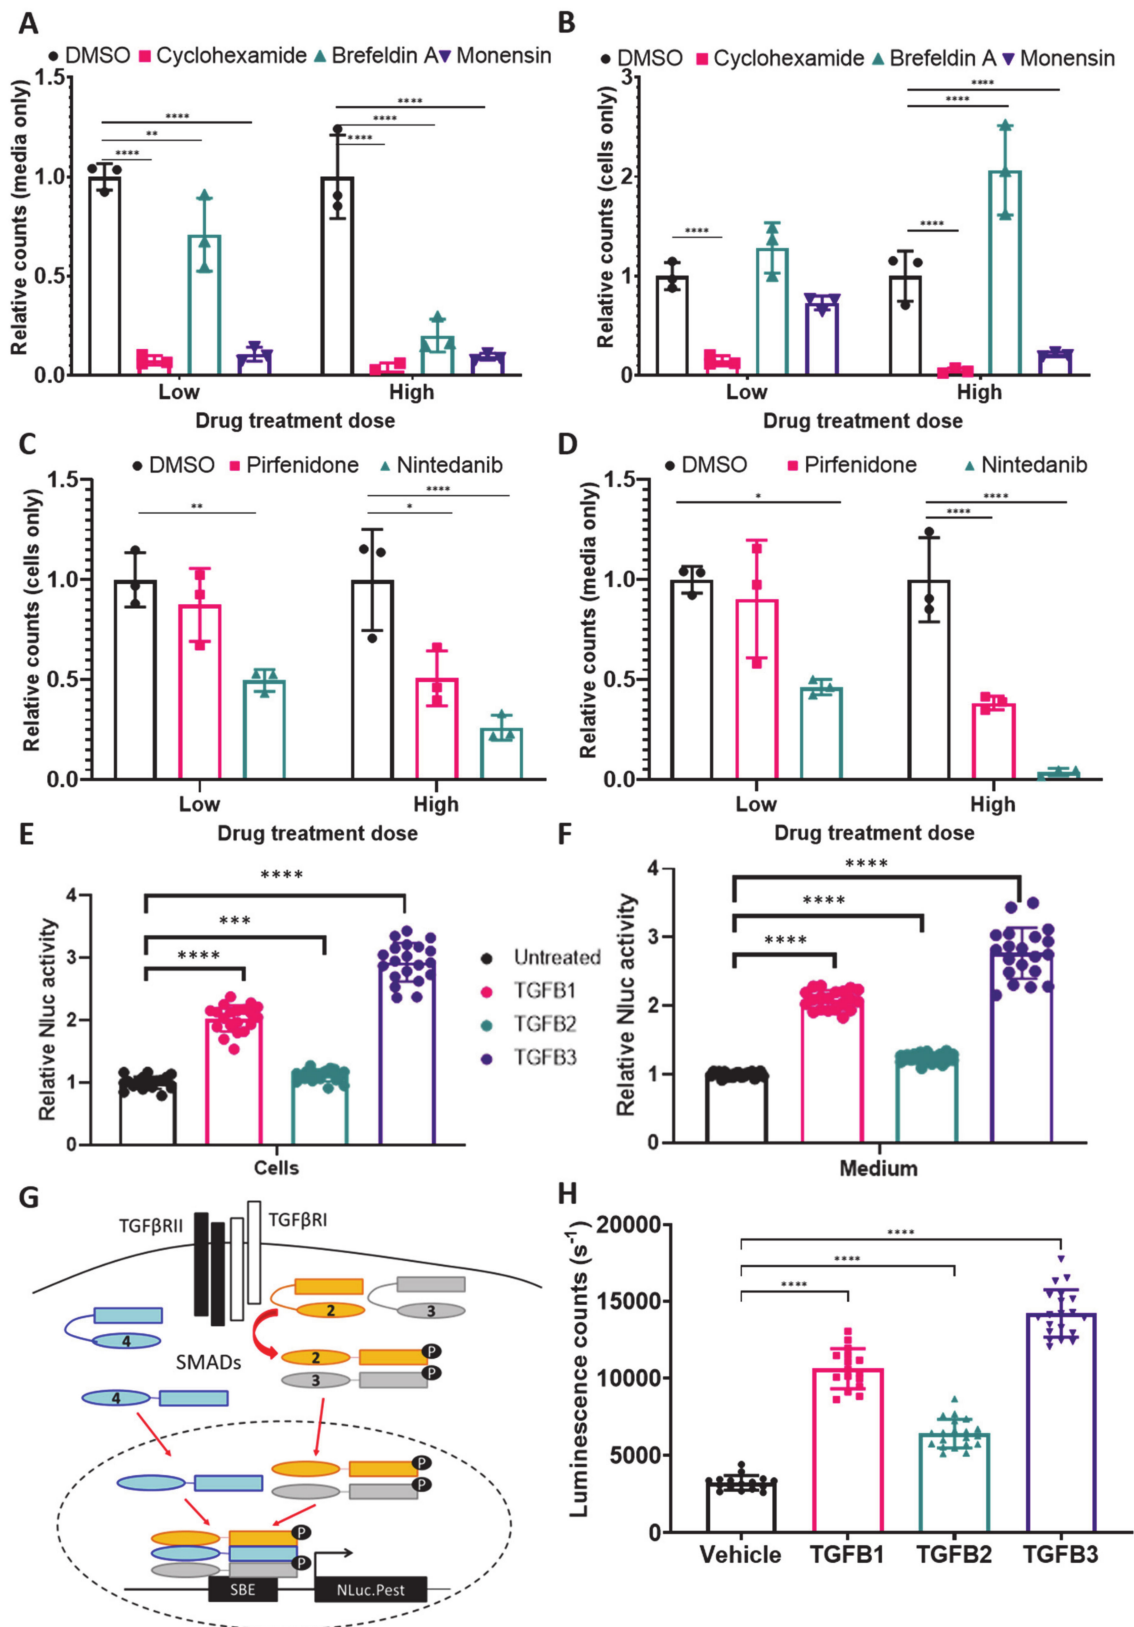 A
● DMSO ■ Cyclohexamide ▲ Brefeldin A ▼ Monensin
Relative counts (media only)
1.5
1.0
0.5
0.0
****
**
****
****
****
****
Low
High
Drug treatment dose
B
● DMSO ■ Cyclohexamide ▲ Brefeldin A ▼ Monensin
Relative counts (cells only)
3
2
1
0
****
****
****
****
Low
High
Drug treatment dose
C
● DMSO ■ Pirfenidone ▲ Nintedanib
Relative counts (cells only)
1.5
1.0
0.5
0.0
**
****
*
Low
High
Drug treatment dose
D
● DMSO ■ Pirfenidone ▲ Nintedanib
Relative counts (media only)
1.5
1.0
0.5
0.0
*
****
****
Low
High
Drug treatment dose
E
Relative Nluc activity
4
3
2
1
0
****
***
****
Cells
Untreated
TGFB1
TGFB2
TGFB3
F
Relative Nluc activity
4
3
2
1
0
****
****
****
Medium
G
TGFβRII
TGFβRI
2
3
4
SMADs
2
P
3
P
4
P
P
P
P
SBE
NLuc.Pest
H
Luminescence counts (s⁻¹)
20000
15000
10000
5000
0
****
****
****
Vehicle
TGFB1
TGFB2
TGFB3